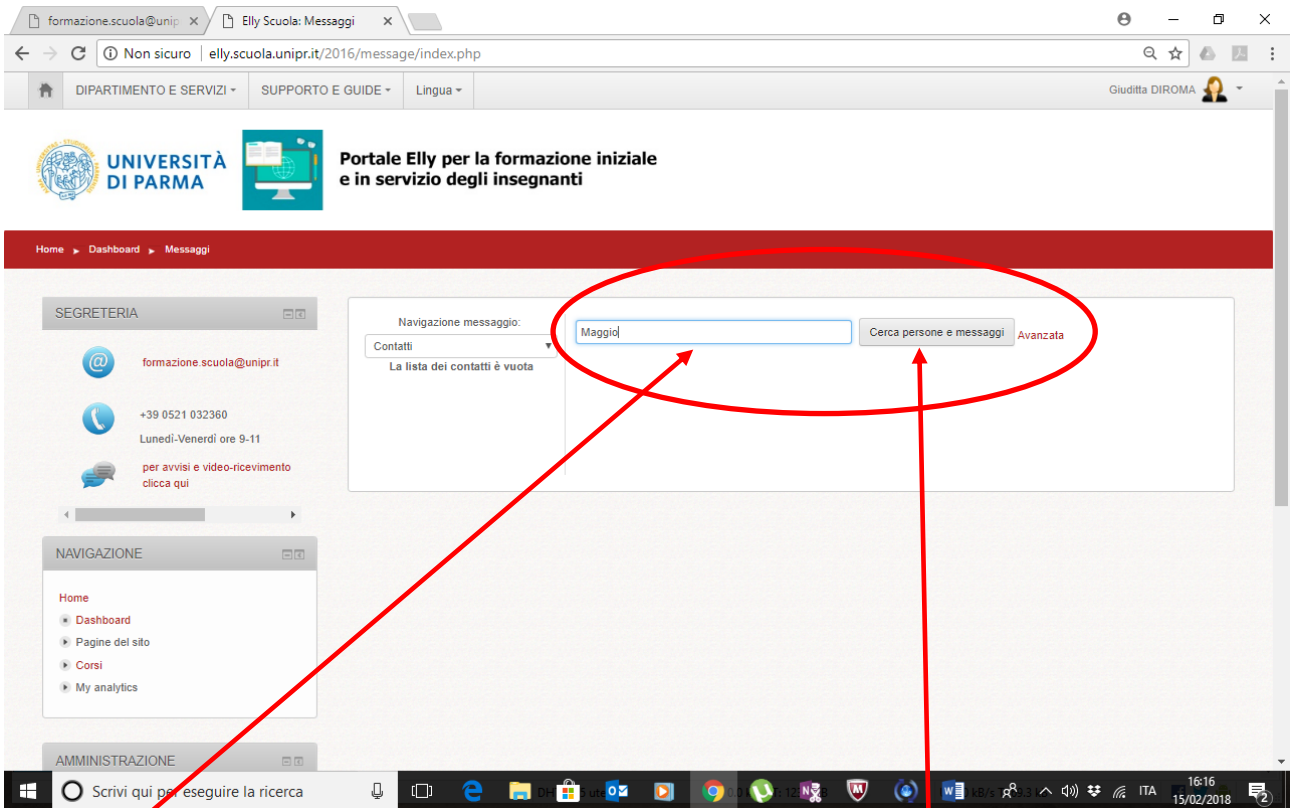 formazione.scuola@unip
Elly Scuola: Messaggi
Non sicuro | elly.scuola.unipr.it/2016/message/index.php
DIPARTIMENTO E SERVIZI
SUPPORTO E GUIDE
Lingua
Giuditta DIROMA
UNIVERSITÀ
DI PARMA
Portale Elly per la formazione iniziale
e in servizio degli insegnanti
Home ► Dashboard ► Messaggi
SEGRETERIA
formazione.scuola@unipr.it
+39 0521 032360
Lunedì-Venerdì ore 9-11
per avvisi e video-ricevimento
clicca qui
Navigazione messaggio:
Contatti
La lista dei contatti è vuota
Maggio
Cerca persone e messaggi
Avanzata
NAVIGAZIONE
Home
Dashboard
Pagine del sito
Corsi
My analytics
AMMINISTRAZIONE
Scrivi qui per eseguire la ricerca
ITA
16:16
15/02/2018
2